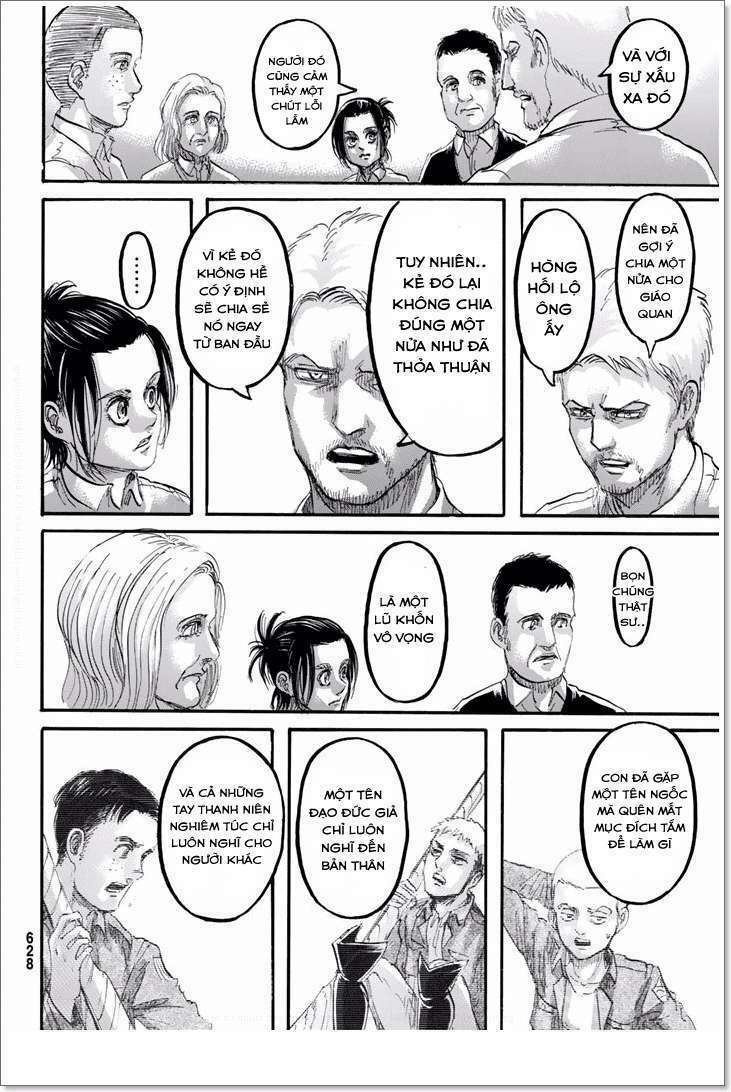 VÀ VỚI
SỰ XẤU
XA ĐÓ
NGƯỜI ĐÓ
CŨNG CẢM
THẤY MỘT
CHÚT LỖI
LẦM
NÊN ĐÃ
GỢI Ý
CHIA MỘT
NỬA CHO
GIÁO
QUAN
HÒNG
HỐI LỘ
ÔNG
ẤY
TUY NHIÊN..
KẺ ĐÓ LẠI
KHÔNG CHIA
ĐÚNG MỘT
NỬA NHƯ ĐÃ
THỎA THUẬN
VÌ KẺ ĐÓ
KHÔNG HỀ
CÓ Ý ĐỊNH
SẼ CHIA SẺ
NÓ NGAY
TỪ BAN ĐẦU
......
BỌN
CHÚNG
THẬT
SỰ..
LÀ MỘT
LŨ KHỐN
VÔ VỌNG
CON ĐÃ GẶP
MỘT TÊN NGỐC
MÀ QUÊN MẤT
MỤC ĐÍCH TẮM
ĐỂ LÀM GÌ
MỘT TÊN
ĐẠO ĐỨC GIẢ
CHỈ LUÔN
NGHĨ ĐẾN
BẢN THÂN
VÀ CẢ NHỮNG
TAY THANH NIÊN
NGHIÊM TÚC CHỈ
LUÔN NGHĨ CHO
NGƯỜI KHÁC
628